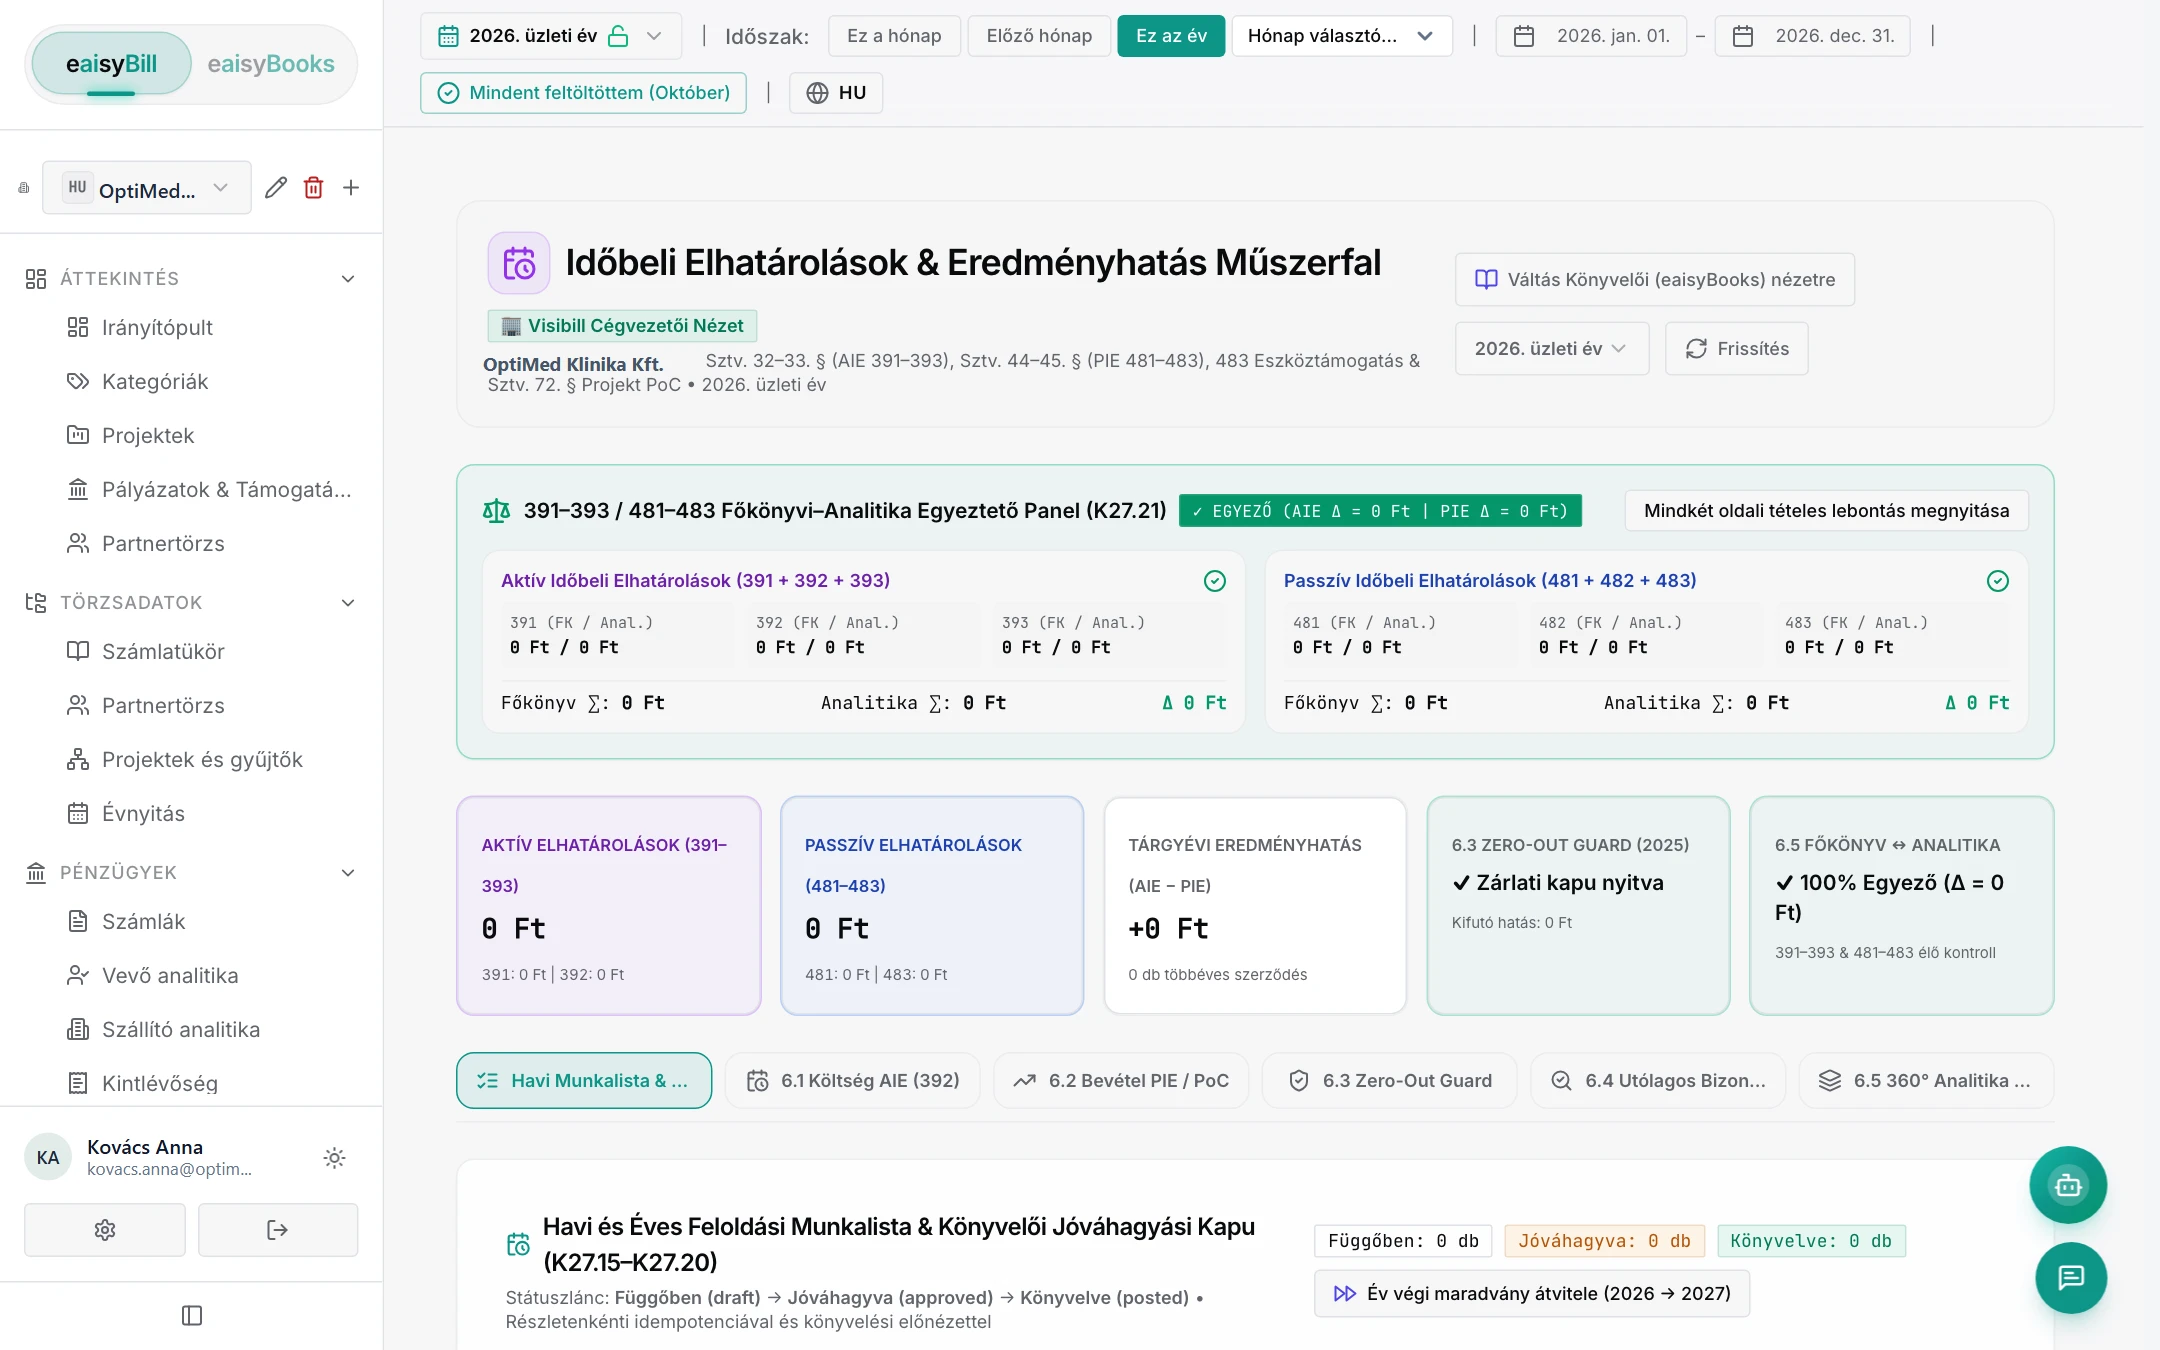 eaisyBill
eaisyBooks
HU OptiMed...
ÁTTEKINTÉS
Irányítópult
Kategóriák
Projektek
Pályázatok & Támogatá...
Partnertörzs
TÖRZSADATOK
Számlatükör
Partnertörzs
Projektek és gyűjtők
Évnyitás
PÉNZÜGYEK
Számlák
Vevő analitika
Szállító analitika
Kintlévőség
KA
Kovács Anna
kovacs.anna@optim...
2026. üzleti év
Időszak:
Ez a hónap
Előző hónap
Ez az év
Hónap választó...
2026. jan. 01.
–
2026. dec. 31.
Mindent feltöltöttem (Október)
HU
Időbeli Elhatárolások & Eredményhatás Műszerfal
Visibill Cégvezetői Nézet
OptiMed Klinika Kft. Sztv. 32–33. § (AIE 391–393), Sztv. 44–45. § (PIE 481–483), 483 Eszköztámogatás &
Sztv. 72. § Projekt PoC • 2026. üzleti év
Váltás Könyvelői (eaisyBooks) nézetre
2026. üzleti év
Frissítés
391–393 / 481–483 Főkönyvi–Analitika Egyeztető Panel (K27.21)
✓ EGYEZŐ (AIE Δ = 0 Ft | PIE Δ = 0 Ft)
Mindkét oldali tételes lebontás megnyitása
Aktív Időbeli Elhatárolások (391 + 392 + 393)
391 (FK / Anal.)
0 Ft / 0 Ft
392 (FK / Anal.)
0 Ft / 0 Ft
393 (FK / Anal.)
0 Ft / 0 Ft
Főkönyv ∑: 0 Ft
Analitika ∑: 0 Ft
Δ 0 Ft
Passzív Időbeli Elhatárolások (481 + 482 + 483)
481 (FK / Anal.)
0 Ft / 0 Ft
482 (FK / Anal.)
0 Ft / 0 Ft
483 (FK / Anal.)
0 Ft / 0 Ft
Főkönyv ∑: 0 Ft
Analitika ∑: 0 Ft
Δ 0 Ft
AKTÍV ELHATÁROLÁSOK (391–
393)
0 Ft
391: 0 Ft | 392: 0 Ft
PASSZÍV ELHATÁROLÁSOK
(481–483)
0 Ft
481: 0 Ft | 483: 0 Ft
TÁRGYÉVI EREDMÉNYHATÁS
(AIE − PIE)
+0 Ft
0 db többéves szerződés
6.3 ZERO-OUT GUARD (2025)
✔ Zárlati kapu nyitva
Kifutó hatás: 0 Ft
6.5 FŐKÖNYV ↔ ANALITIKA
✔ 100% Egyező (Δ = 0
Ft)
391–393 & 481–483 élő kontroll
Havi Munkalista & ...
6.1 Költség AIE (392)
6.2 Bevétel PIE / PoC
6.3 Zero-Out Guard
6.4 Utólagos Bizon...
6.5 360° Analitika ...
Havi és Éves Feloldási Munkalista & Könyvelői Jóváhagyási Kapu
(K27.15–K27.20)
Státuszlánc: Függőben (draft) → Jóváhagyva (approved) → Könyvelve (posted) •
Részletenkénti idempotenciával és könyvelési előnézettel
Függőben: 0 db
Jóváhagyva: 0 db
Könyvelve: 0 db
Év végi maradvány átvitele (2026 → 2027)